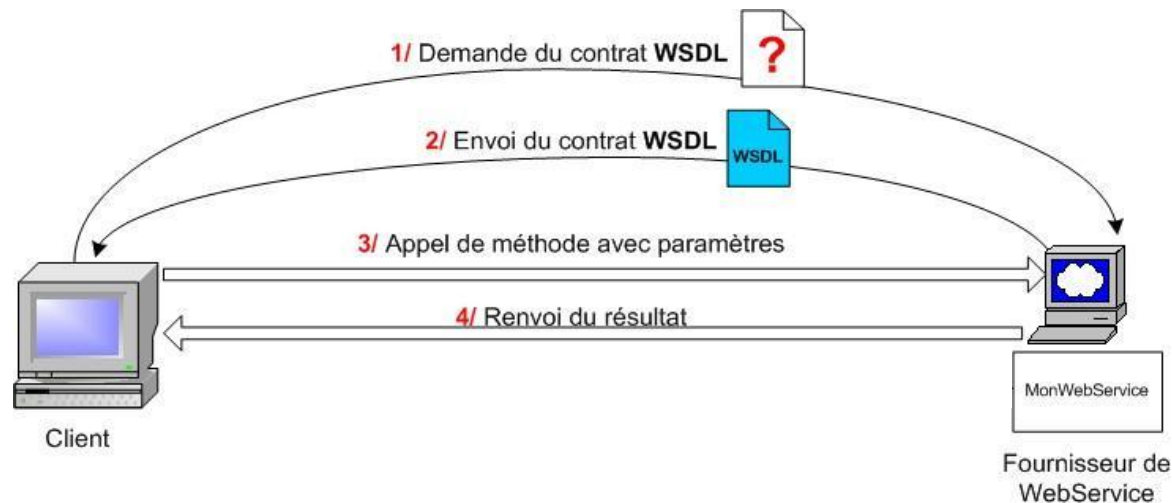 1/ Demande du contrat WSDL
?
2/ Envoi du contrat WSDL
WSDL
3/ Appel de méthode avec paramètres
4/ Renvoi du résultat
MonWebService
Client
Fournisseur de
WebService